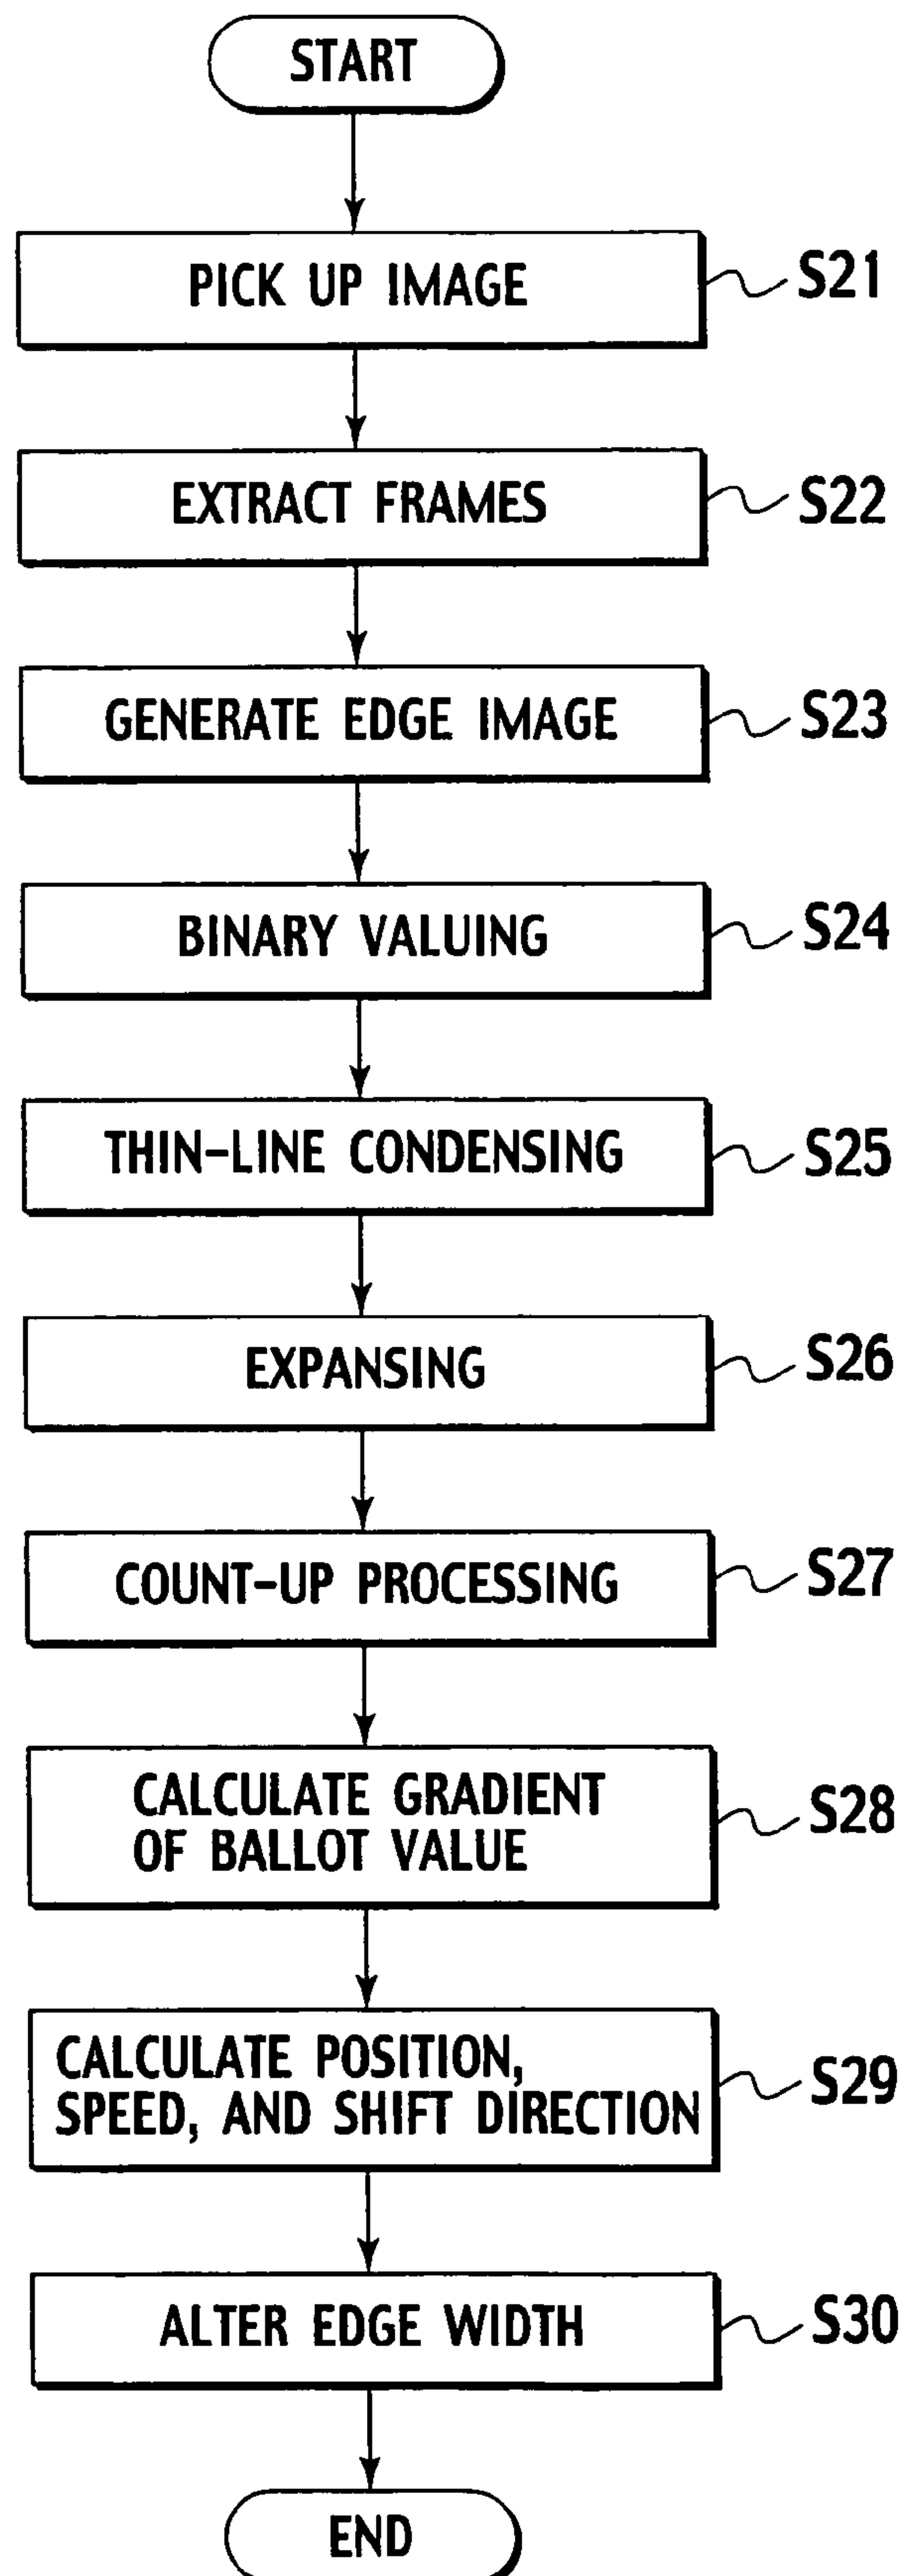 START
PICK UP IMAGE
S21
EXTRACT FRAMES
S22
GENERATE EDGE IMAGE
S23
BINARY VALUING
S24
THIN-LINE CONDENSING
S25
EXPANSING
S26
COUNT-UP PROCESSING
S27
CALCULATE GRADIENT
OF BALLOT VALUE
S28
CALCULATE POSITION,
SPEED, AND SHIFT DIRECTION
S29
ALTER EDGE WIDTH
S30
END